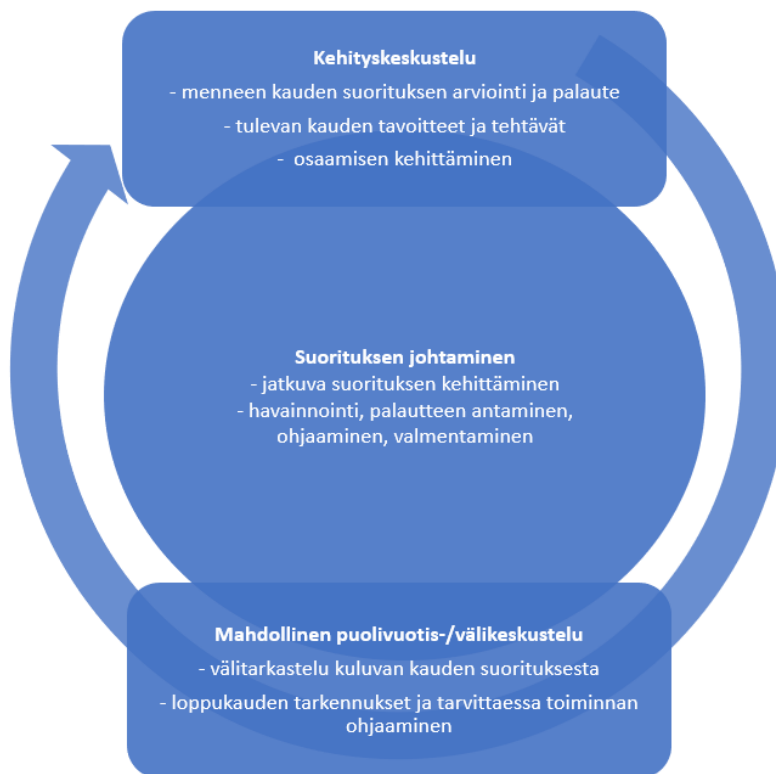 Kehityskeskustelu
- menneen kauden suorituksen arviointi ja palaute
- tulevan kauden tavoitteet ja tehtävät
- osaamisen kehittäminen
Suorituksen johtaminen
- jatkuva suorituksen kehittäminen
- havainnointi, palautteen antaminen,
ohjaaminen, valmentaminen
Mahdollinen puolivuotis-/välikeskustelu
- välitarkastelu kuluvan kauden suorituksesta
- loppukauden tarkennukset ja tarvittaessa toiminnan
ohjaaminen